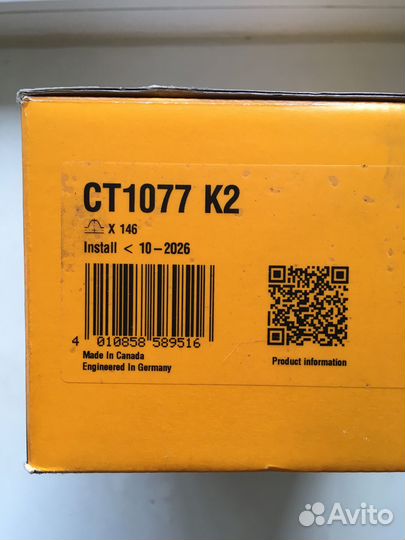 CT1077 K2
X 146
Install < 10-2026
4 010858 589516
Made In Canada
Engineered In Germany
Product information
Avito